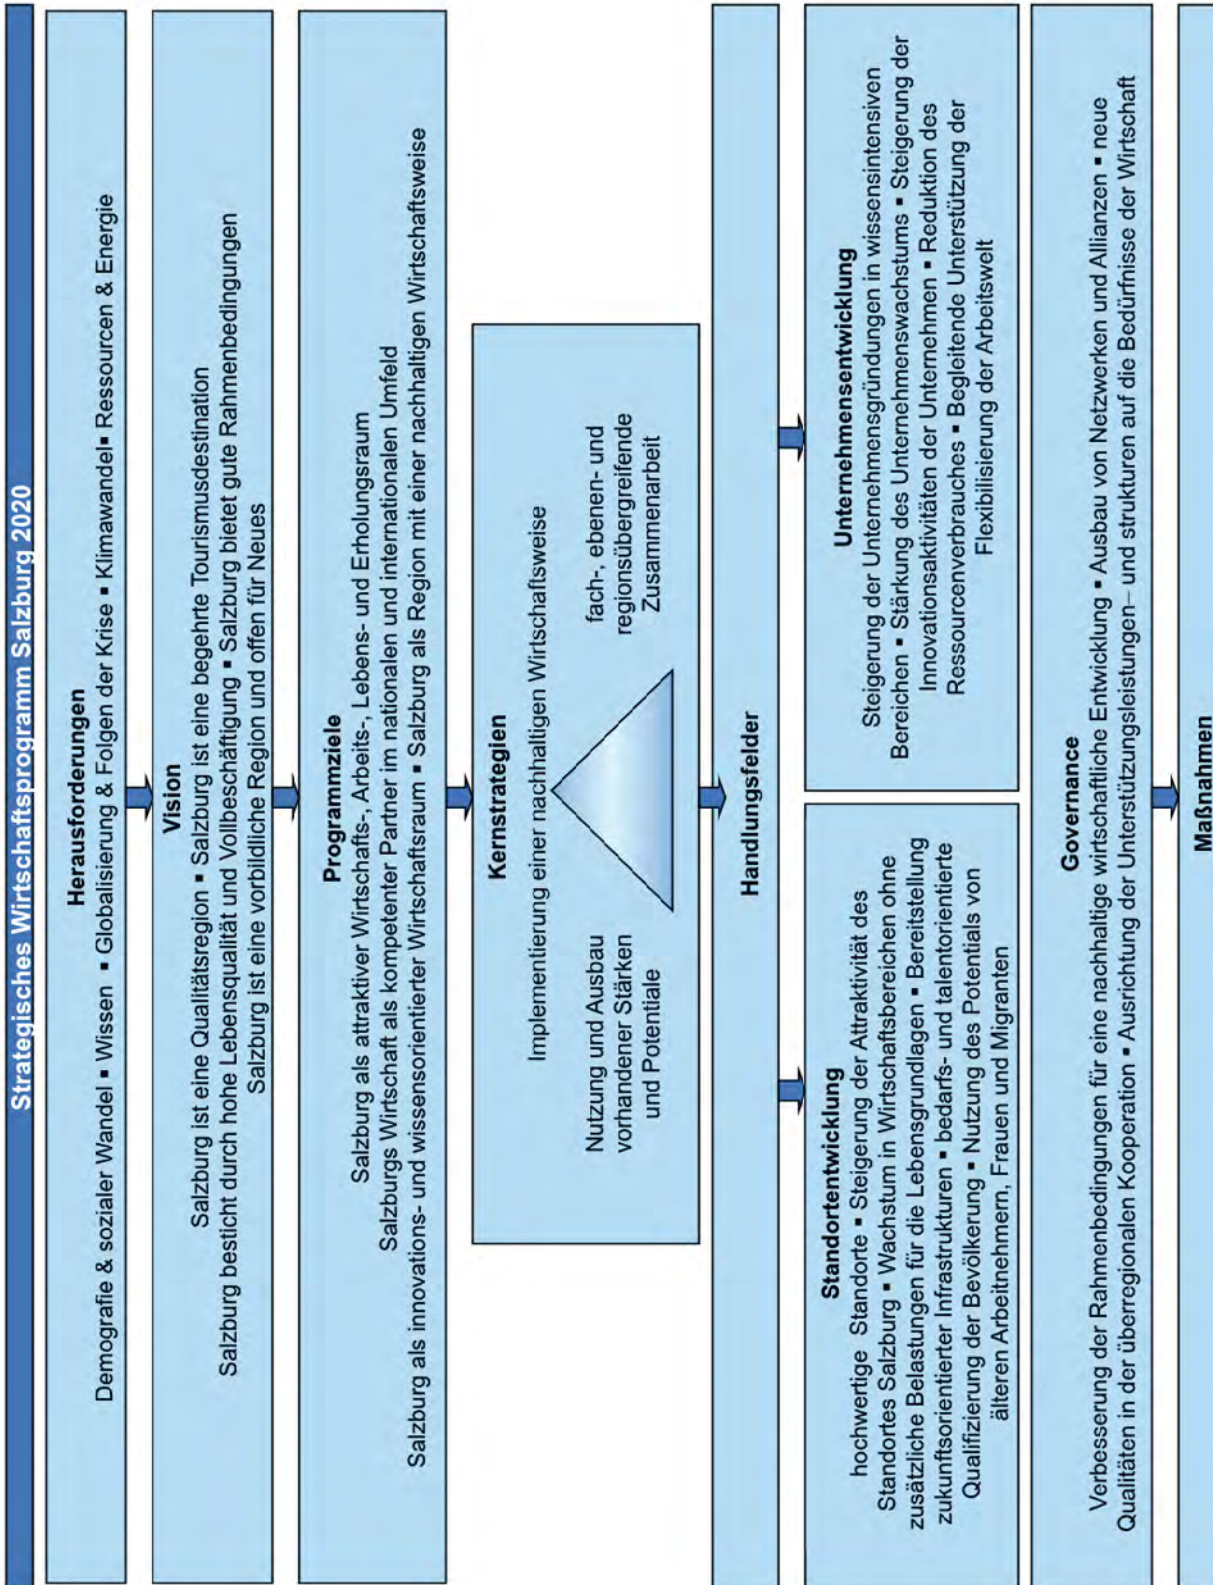 Strategisches Wirtschaftsprogramm Salzburg 2020
Herausforderungen
Demografie & sozialer Wandel ▪ Wissen ▪ Globalisierung & Folgen der Krise ▪ Klimawandel▪ Ressourcen & Energie
Vision
Salzburg ist eine Qualitätsregion ▪ Salzburg ist eine begehrte Tourismusdestination
Salzburg besticht durch hohe Lebensqualität und Vollbeschäftigung ▪ Salzburg bietet gute Rahmenbedingungen
Salzburg ist eine vorbildliche Region und offen für Neues
Programmziele
Salzburg als attraktiver Wirtschafts-, Arbeits-, Lebens- und Erholungsraum
Salzburgs Wirtschaft als kompetenter Partner im nationalen und internationalen Umfeld
Salzburg als innovations- und wissensorientierter Wirtschaftsraum ▪ Salzburg als Region mit einer nachhaltigen Wirtschaftsweise
Kernstrategien
Implementierung einer nachhaltigen Wirtschaftsweise
Nutzung und Ausbau
vorhandener Stärken
und Potentiale
fach-, ebenen- und
regionsübergreifende
Zusammenarbeit
Handlungsfelder
Standortentwicklung
hochwertige Standorte ▪ Steigerung der Attraktivität des
Standortes Salzburg ▪ Wachstum in Wirtschaftsbereichen ohne
zusätzliche Belastungen für die Lebensgrundlagen ▪ Bereitstellung
zukunftsorientierter Infrastrukturen ▪ bedarfs- und talentorientierte
Qualifizierung der Bevölkerung ▪ Nutzung des Potentials von
älteren Arbeitnehmern, Frauen und Migranten
Unternehmensentwicklung
Steigerung der Unternehmensgründungen in wissensintensiven
Bereichen ▪ Stärkung des Unternehmenswachstums ▪ Steigerung der
Innovationsaktivitäten der Unternehmen ▪ Reduktion des
Ressourcenverbrauches ▪ Begleitende Unterstützung der
Flexibilisierung der Arbeitswelt
Governance
Verbesserung der Rahmenbedingungen für eine nachhaltige wirtschaftliche Entwicklung ▪ Ausbau von Netzwerken und Allianzen ▪ neue
Qualitäten in der überregionalen Kooperation ▪ Ausrichtung der Unterstützungsleistungen– und strukturen auf die Bedürfnisse der Wirtschaft
Maßnahmen